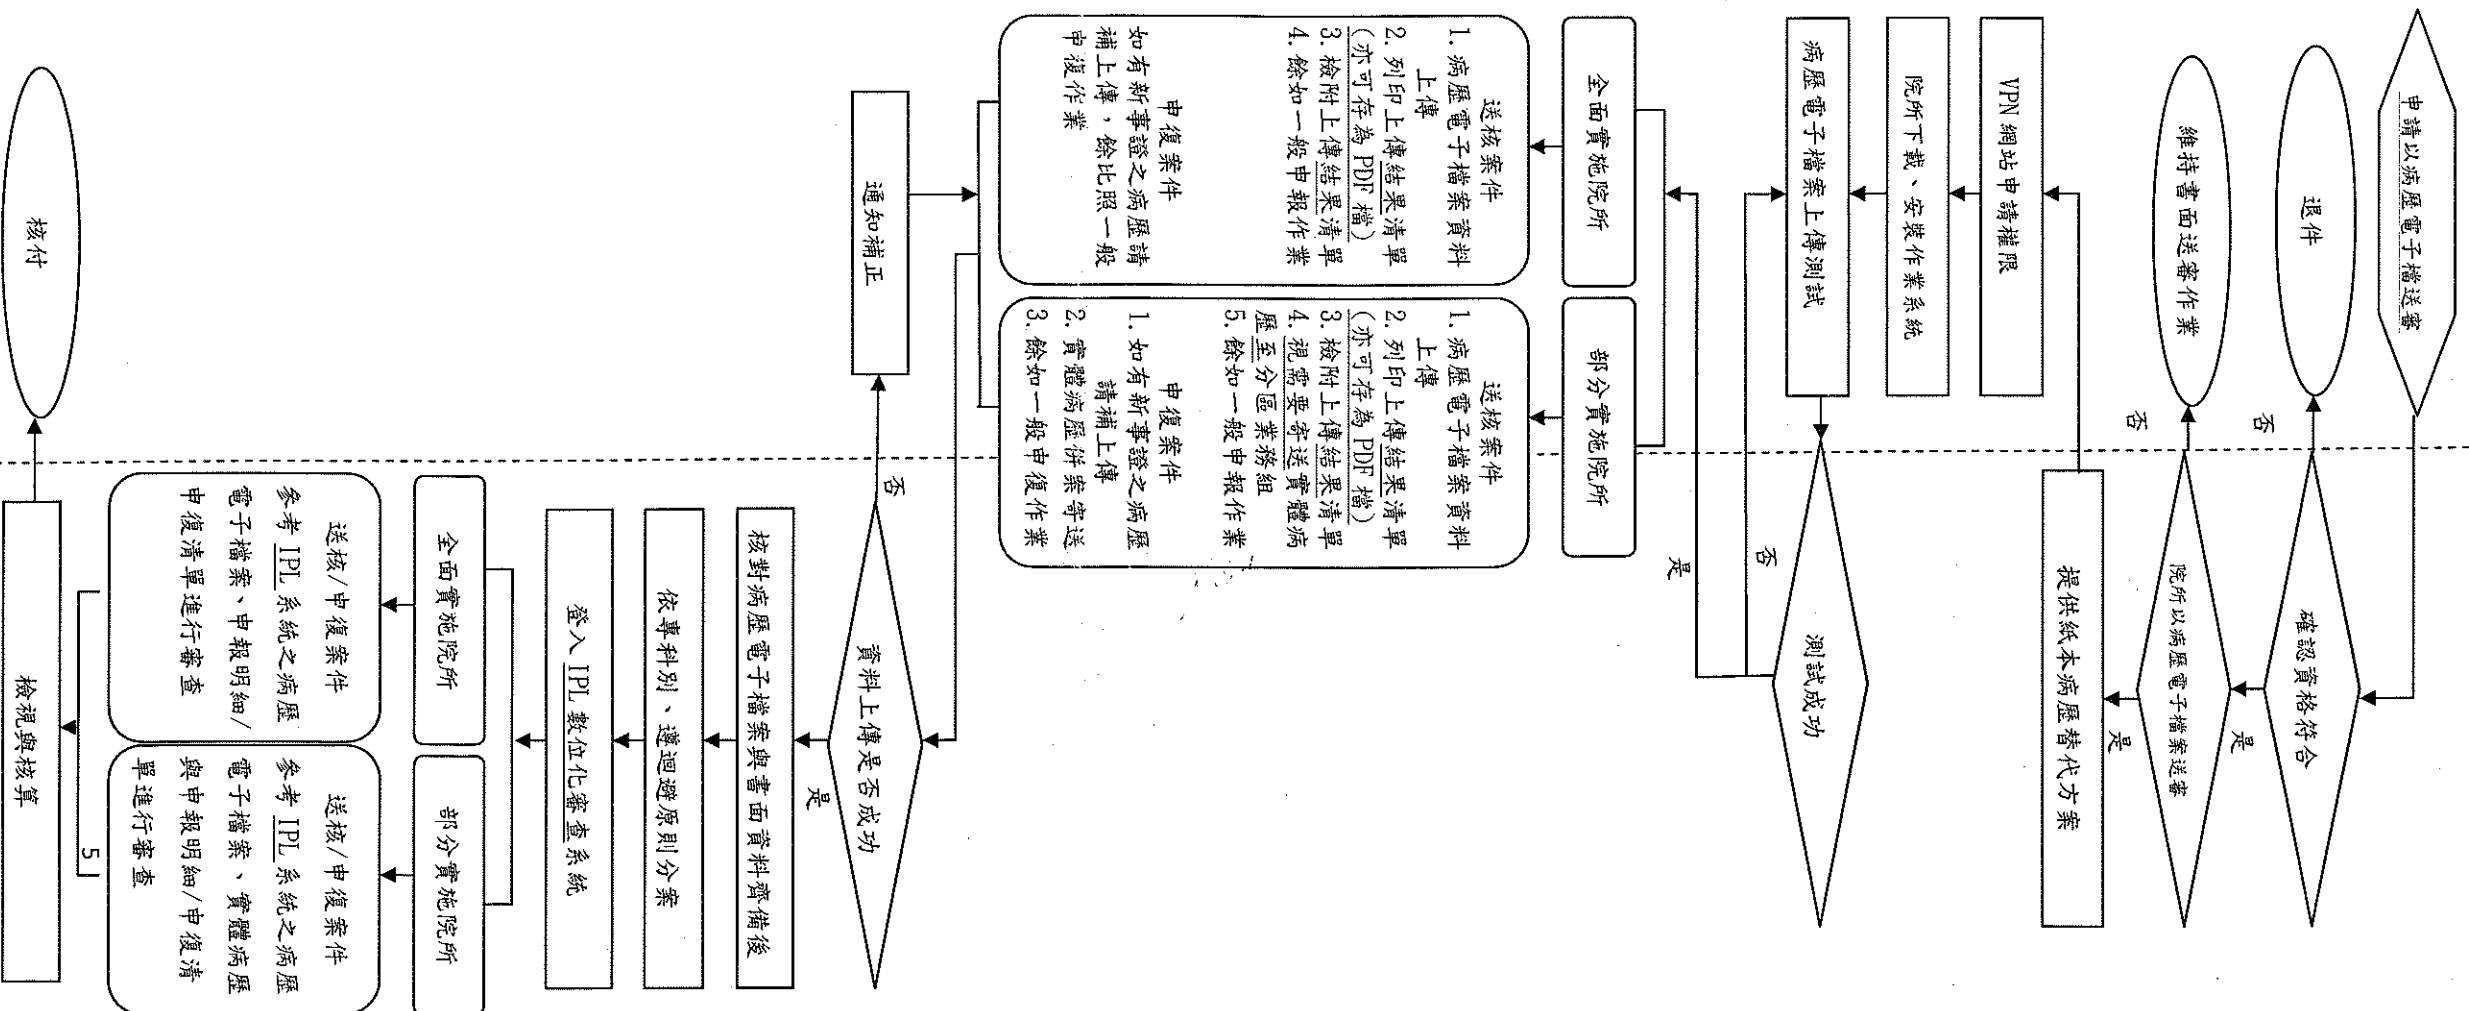 申請以病歷電子檔送審
確認資格符合
否
退件
是
院所以病歷電子檔案送審
否
維持書面送審作業
是
提供紙本病歷替代方案
VPN 網站申請權限
院所下載、安裝作業系統
病歷電子檔案上傳測試
測試成功
否
是
全面實施院所
部分實施院所
送核案件
1. 病歷電子檔案資料
上傳
2. 列印上傳結果清單
(亦可存為 PDF 檔)
3. 檢附上傳結果清單
4. 餘如一般申報作業
申復案件
如有新事證之病歷請
補上傳,餘比照一般
申復作業
送核案件
1. 病歷電子檔案資料
上傳
2. 列印上傳結果清單
(亦可存為 PDF 檔)
3. 檢附上傳結果清單
4. 視需要寄送實體病
歷至分區業務組
5. 餘如一般申報作業
申復案件
1. 如有新事證之病歷
請補上傳
2. 實體病歷併案寄送
3. 餘如一般申復作業
通知補正
否
資料上傳是否成功
是
核對病歷電子檔案與書面資料齊備後
依專科別、遵迴避原則分案
登入 IPL 數位化審查系統
全面實施院所
部分實施院所
送核/申復案件
參考 IPL 系統之病歷
電子檔案、申報明細/
申復清單進行審查
送核/申復案件
參考 IPL 系統之病歷
電子檔案、實體病歷
與申報明細/申復清
單進行審查
5
檢視與核算
核付